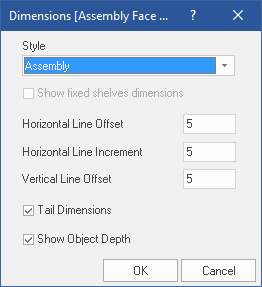 Dimensions [Assembly Face ...
Style
Assembly
Show fixed shelves dimensions
Horizontal Line Offset 5
Horizontal Line Increment 5
Vertical Line Offset 5
Tail Dimensions
Show Object Depth
OK Cancel